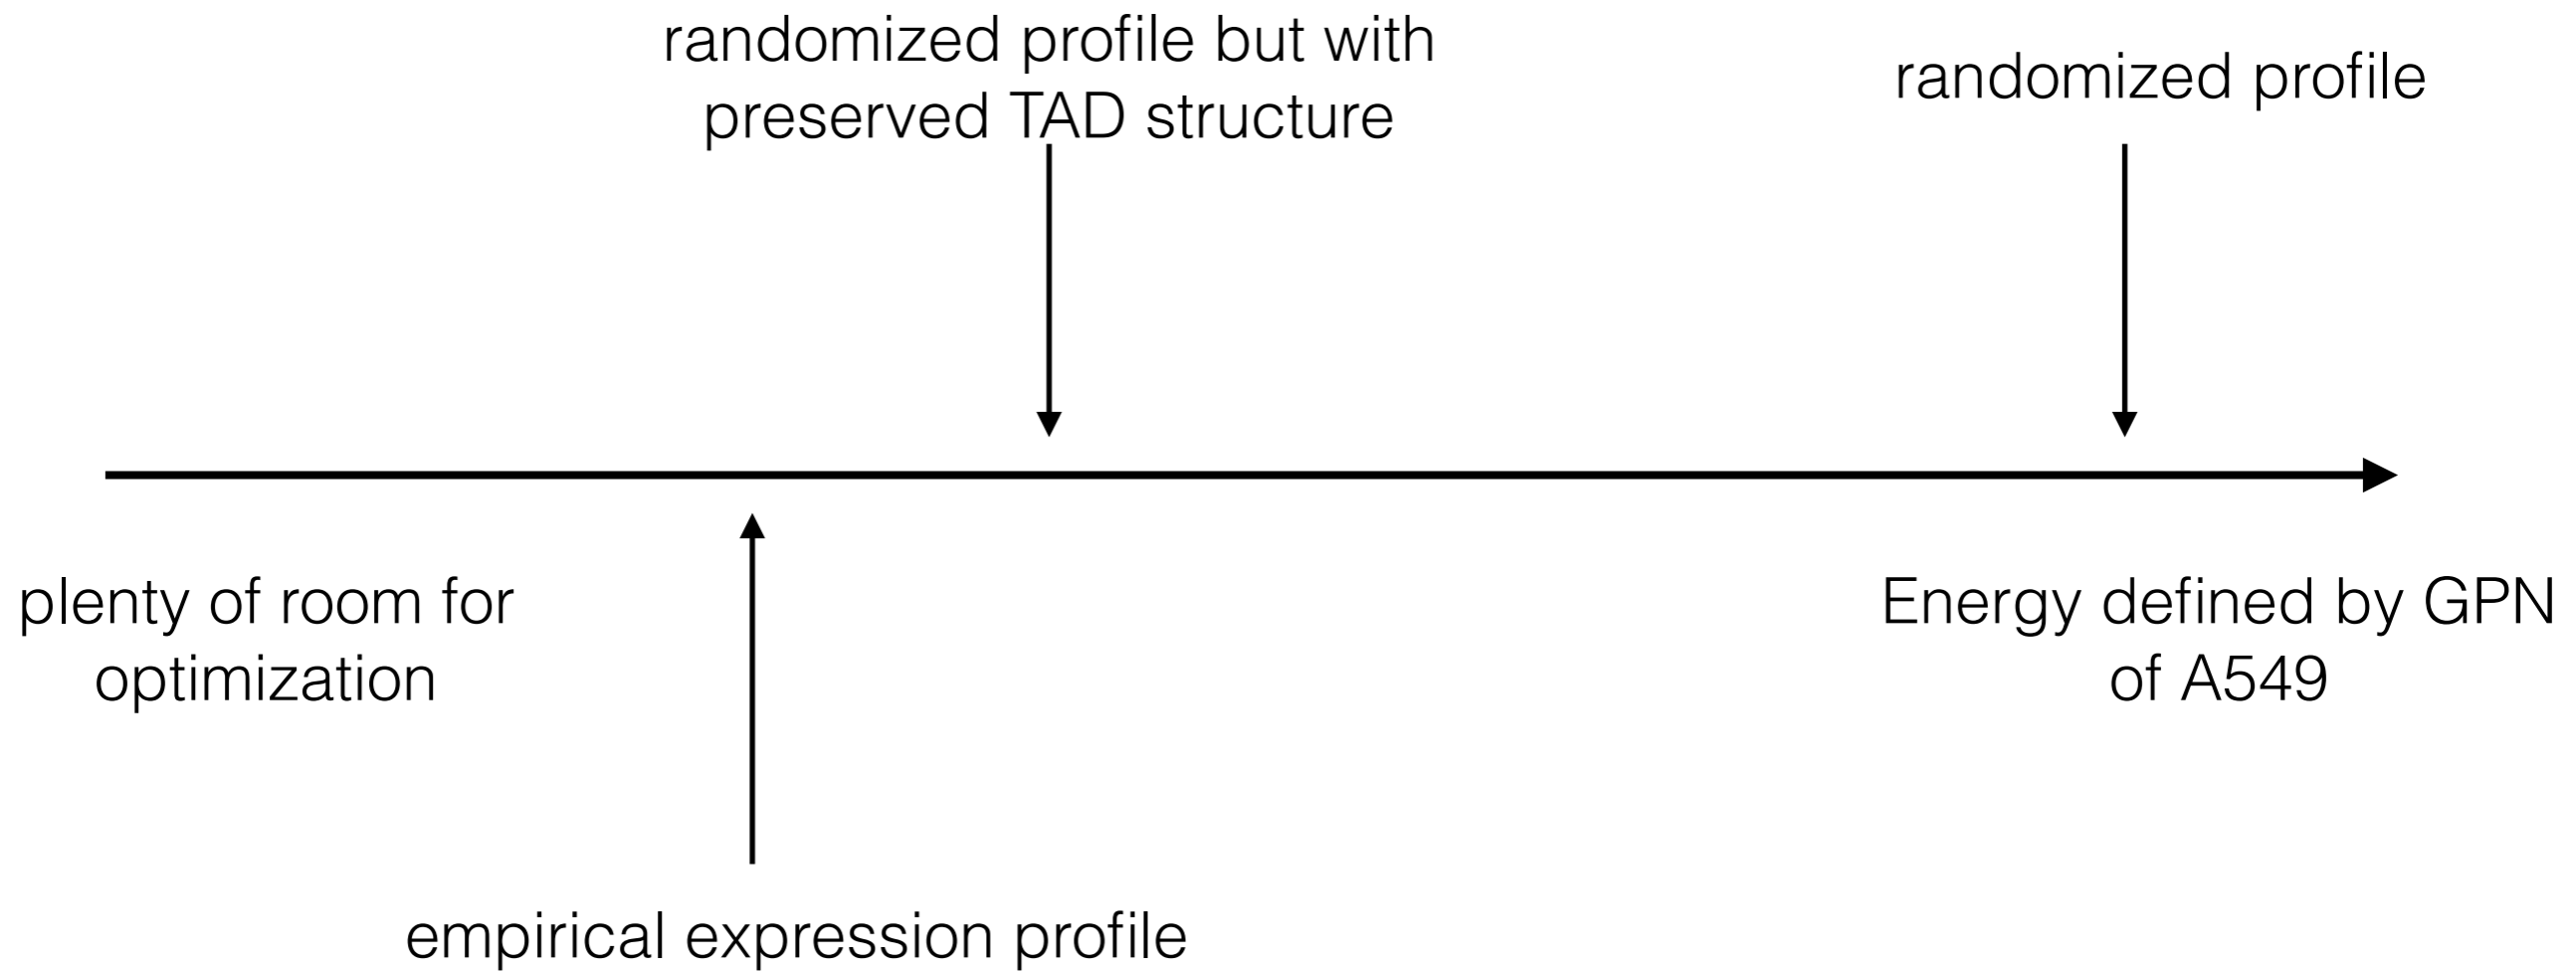 randomized profile but with
preserved TAD structure
randomized profile
plenty of room for
optimization
Energy defined by GPN
of A549
empirical expression profile